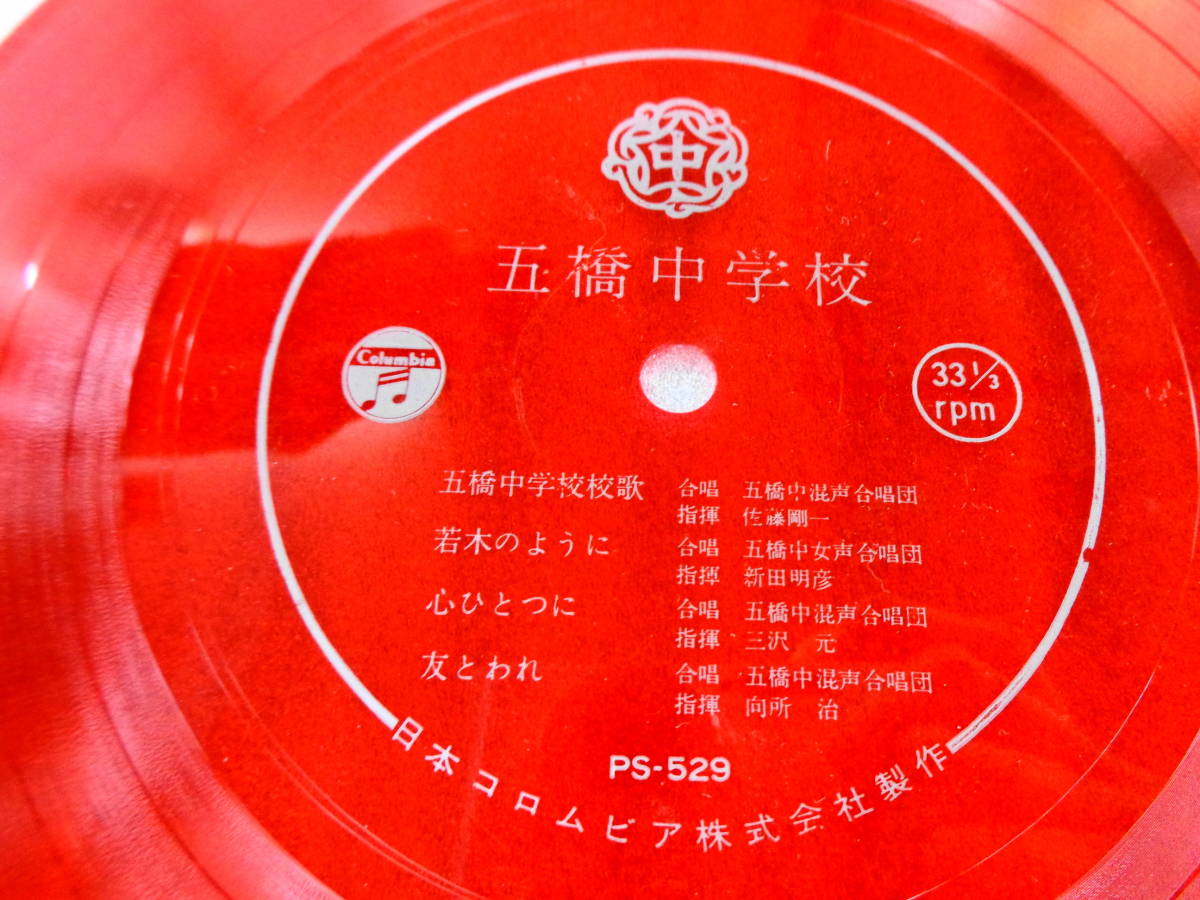 中
五橋中学校
Columbia
33 1/3
rpm
五橋中学校校歌 合唱 五橋中混声合唱団
指揮 佐藤剛一
若木のように 合唱 五橋中女声合唱団
指揮 新田明彦
心ひとつに 合唱 五橋中混声合唱団
指揮 三沢 元
友とわれ 合唱 五橋中混声合唱団
指揮 向所 治
PS-529
日本コロムビア株式会社製作